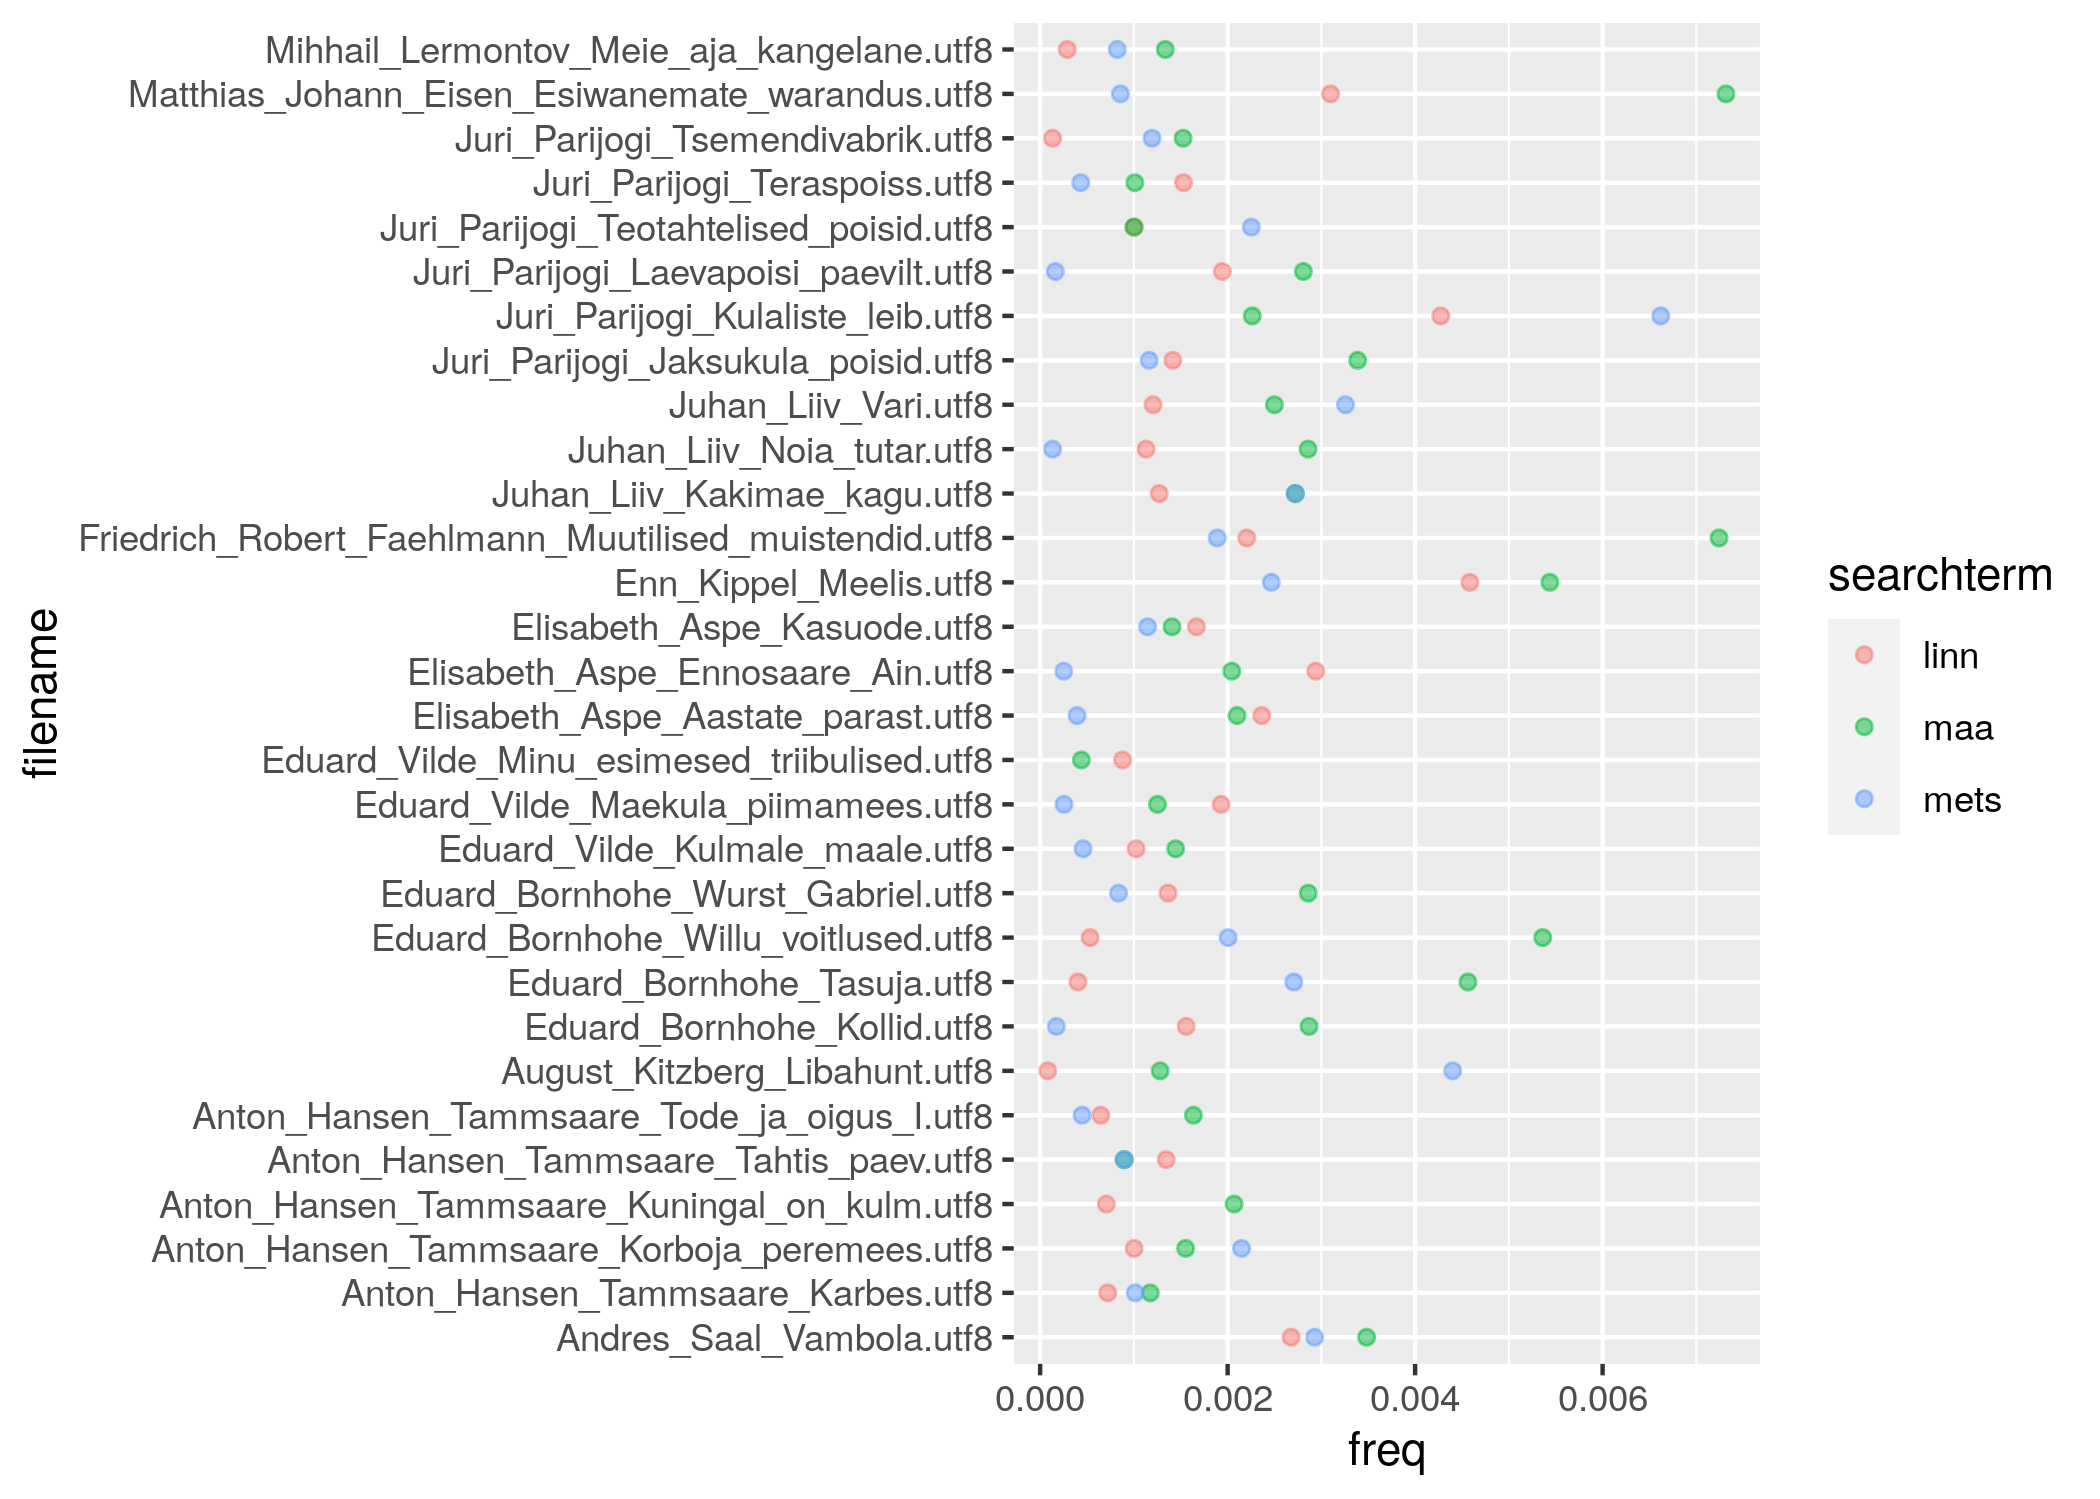 Mihhail_Lermontov_Meie_aja_kangelane.utf8
Matthias_Johann_Eisen_Esiwanemate_warandus.utf8
Juri_Parijogi_Tsemendivabrik.utf8
Juri_Parijogi_Teraspoiss.utf8
Juri_Parijogi_Teotahtelised_poisid.utf8
Juri_Parijogi_Laevapoisi_paevilt.utf8
Juri_Parijogi_Kulaliste_leib.utf8
Juri_Parijogi_Jaksukula_poisid.utf8
Juhan_Liiv_Vari.utf8
Juhan_Liiv_Noia_tutar.utf8
Juhan_Liiv_Kakimae_kagu.utf8
Friedrich_Robert_Faehlmann_Muutilised_muistendid.utf8
Enn_Kippel_Meelis.utf8
Elisabeth_Aspe_Kasuode.utf8
Elisabeth_Aspe_Ennosaare_Ain.utf8
Elisabeth_Aspe_Aastate_parast.utf8
Eduard_Vilde_Minu_esimesed_triibulised.utf8
Eduard_Vilde_Maekula_piimamees.utf8
Eduard_Vilde_Kulmale_maale.utf8
Eduard_Bornhohe_Wurst_Gabriel.utf8
Eduard_Bornhohe_Willu_voitlused.utf8
Eduard_Bornhohe_Tasuja.utf8
Eduard_Bornhohe_Kollid.utf8
August_Kitzberg_Libahunt.utf8
Anton_Hansen_Tammsaare_Tode_ja_oigus_I.utf8
Anton_Hansen_Tammsaare_Tahtis_paev.utf8
Anton_Hansen_Tammsaare_Kuningal_on_kulm.utf8
Anton_Hansen_Tammsaare_Korboja_peremees.utf8
Anton_Hansen_Tammsaare_Karbes.utf8
Andres_Saal_Vambola.utf8
filename
0.000 0.002 0.004 0.006
freq
searchterm
linn
maa
mets